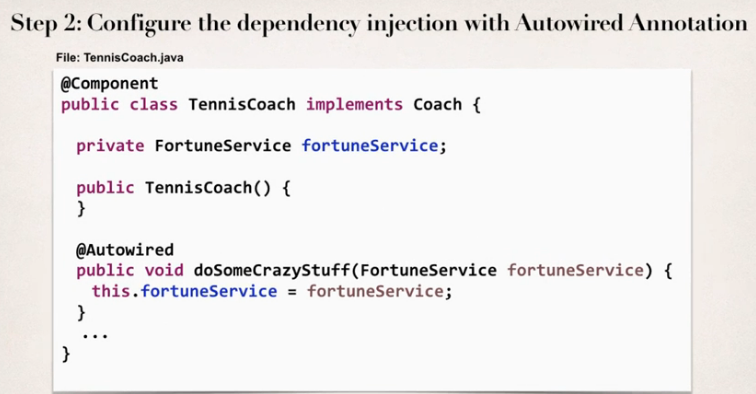 Step 2: Configure the dependency injection with Autowired Annotation
File: TennisCoach.java
@Component
public class TennisCoach implements Coach {
private FortuneService fortuneService;
public TennisCoach() {
}
@Autowired
public void doSomeCrazyStuff(FortuneService fortuneService) {
this.fortuneService = fortuneService;
}
...
}